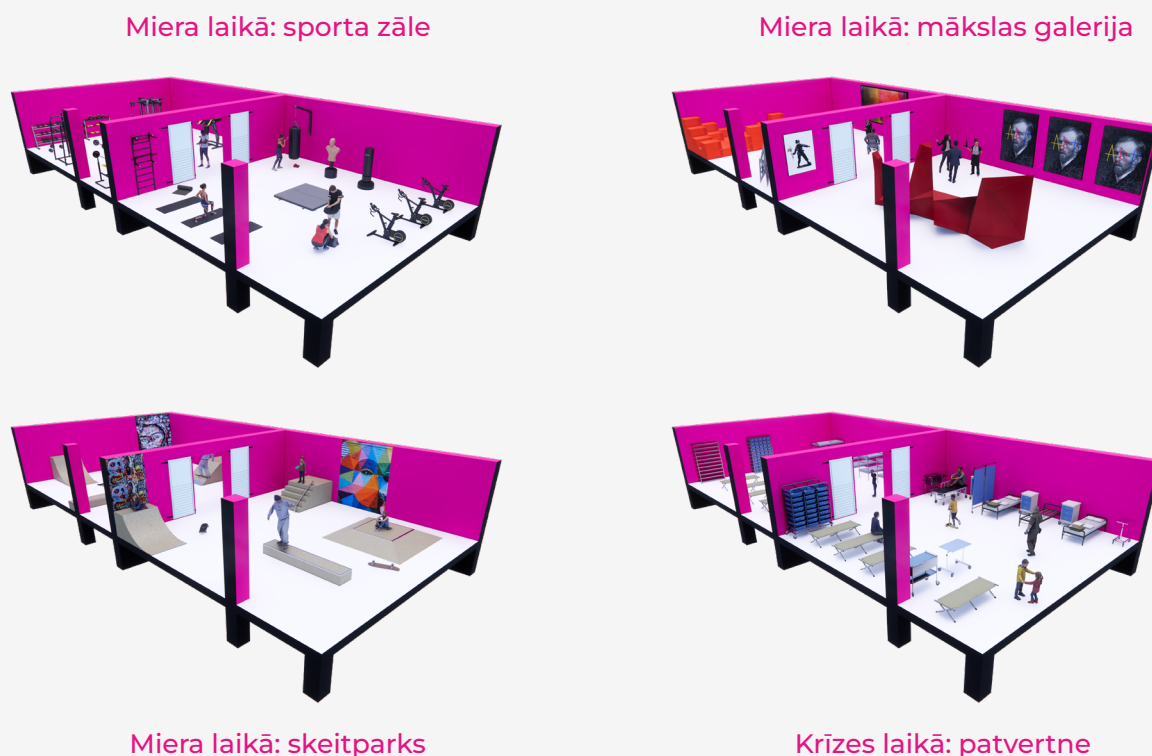 Miera laikā: sporta zāle
Miera laikā: mākslas galerija
Miera laikā: skeitparks
Krīzes laikā: patvertne